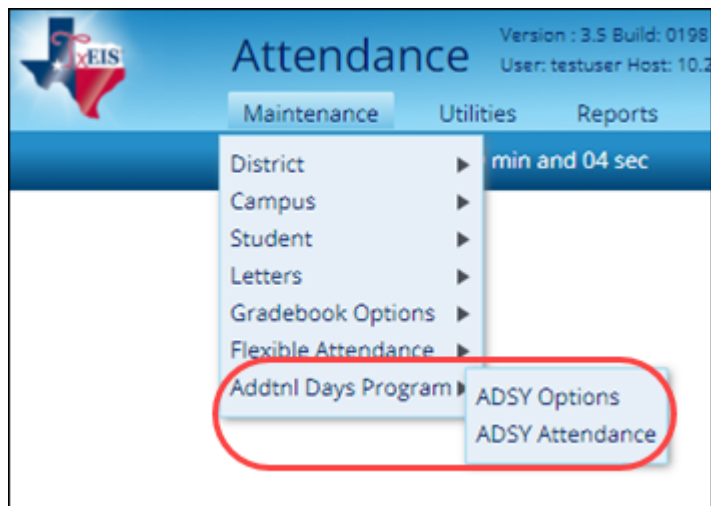 TxEIS
Attendance
Version : 3.5 Build: 0198
User: testuser Host: 10.2
Maintenance Utilities Reports
min and 04 sec
District
Campus
Student
Letters
Gradebook Options
Flexible Attendance
Addtnl Days Program
ADSY Options
ADSY Attendance